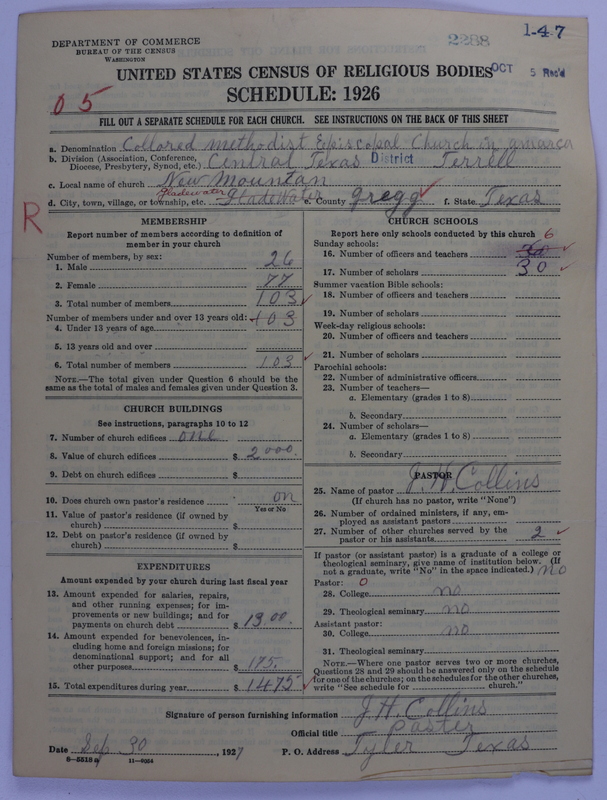 DEPARTMENT OF COMMERCE
BUREAU OF THE CENSUS
WASHINGTON
2288
1-4-7
OCT 5 Rec'd
UNITED STATES CENSUS OF RELIGIOUS BODIES
SCHEDULE: 1926
05
FILL OUT A SEPARATE SCHEDULE FOR EACH CHURCH. SEE INSTRUCTIONS ON THE BACK OF THIS SHEET
a. Denomination Collored Methodist Episcopal Church in amarca
b. Division (Association, Conference, Diocese, Presbytery, Synod, etc.) Central Texas District Terrell
c. Local name of church New Mountan
Gladewater
d. City, town, village, or township, etc. Gladewater e. County Gregg f. State Texas
R
MEMBERSHIP
Report number of members according to definition of member in your church
Number of members, by sex:
1. Male 26
2. Female 77
3. Total number of members 103
Number of members under and over 13 years old: 103
4. Under 13 years of age
5. 13 years old and over
6. Total number of members 103
NOTE.—The total given under Question 6 should be the same as the total of males and females given under Question 3.
CHURCH BUILDINGS
See instructions, paragraphs 10 to 12
7. Number of church edifices one
8. Value of church edifices $ 2000.
9. Debt on church edifices $
10. Does church own pastor's residence on
Yes or No
11. Value of pastor's residence (if owned by church) $
12. Debt on pastor's residence (if owned by church) $
EXPENDITURES
Amount expended by your church during last fiscal year
13. Amount expended for salaries, repairs, and other running expenses; for improvements or new buildings; and for payments on church debt $ 1300.
14. Amount expended for benevolences, including home and foreign missions; for denominational support; and for all other purposes $ 175.
15. Total expenditures during year $ 1475
CHURCH SCHOOLS
Report here only schools conducted by this church
Sunday schools: 6
16. Number of officers and teachers
17. Number of scholars 30
Summer vacation Bible schools:
18. Number of officers and teachers
19. Number of scholars
Week-day religious schools:
20. Number of officers and teachers
21. Number of scholars
Parochial schools:
22. Number of administrative officers
23. Number of teachers—
a. Elementary (grades 1 to 8)
b. Secondary
24. Number of scholars—
a. Elementary (grades 1 to 8)
b. Secondary
PASTOR
25. Name of pastor J. H. Collins
(If church has no pastor, write "None")
26. Number of ordained ministers, if any, employed as assistant pastors
27. Number of other churches served by the pastor or his assistants 2
If pastor (or assistant pastor) is a graduate of a college or theological seminary, give name of institution below. (If not a graduate, write "No" in the space indicated.) no
Pastor: 0
28. College no
29. Theological seminary no
Assistant pastor:
30. College no
31. Theological seminary
NOTE.—Where one pastor serves two or more churches, Questions 28 and 29 should be answered only on the schedule for one of the churches; on the schedules for the other churches, write "See schedule for church."
Signature of person furnishing information J. H. Collins
Official title Paster
Date Sep 30, 1927 P. O. Address Tyler Texas
8-5518 a 11-9054